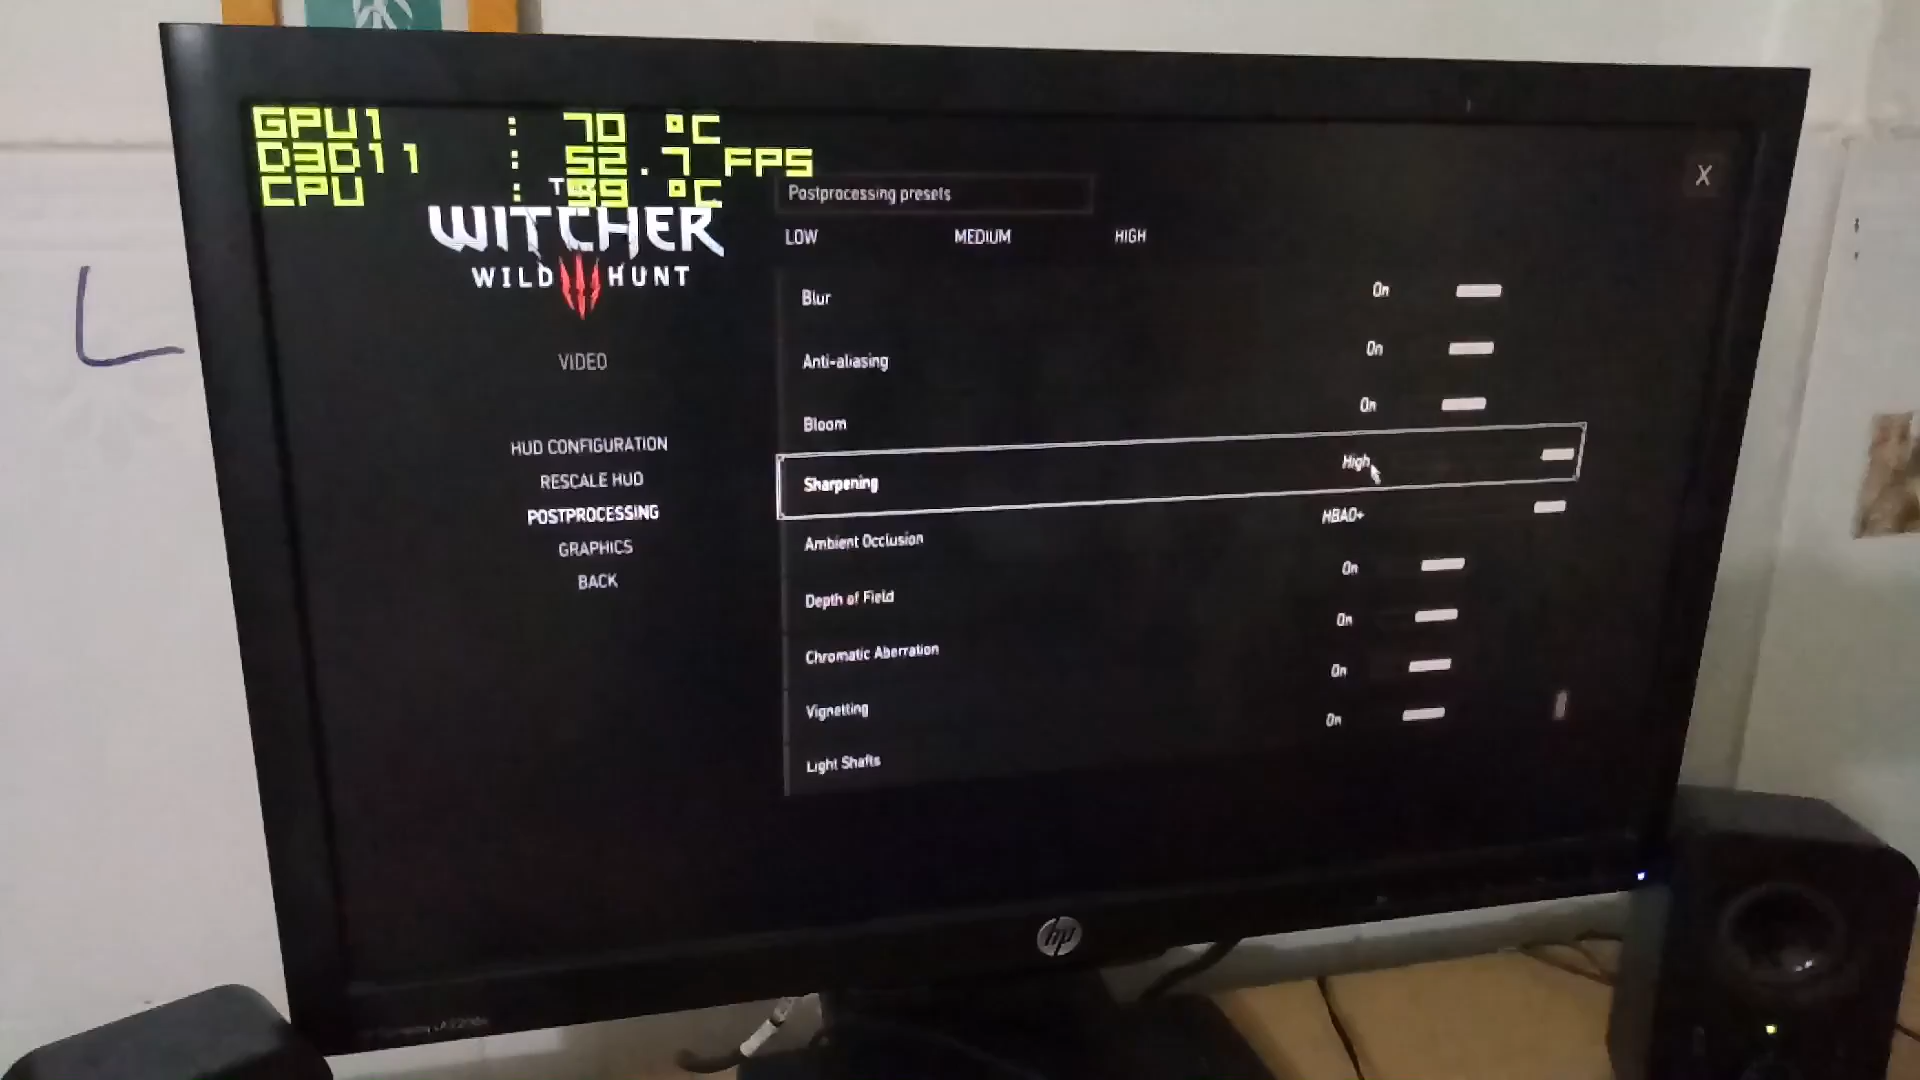 GPU1 : 70 °C
D3D11 : 52.7 FPS
CPU : 59 °C
THE
WITCHER
WILD HUNT
VIDEO
HUD CONFIGURATION
RESCALE HUD
POSTPROCESSING
GRAPHICS
BACK
Postprocessing presets
X
LOW MEDIUM HIGH
Blur On
Anti-aliasing On
Bloom On
Sharpening High
Ambient Occlusion HBAO+
Depth of Field On
Chromatic Aberration On
Vignetting On
Light Shafts On
hp